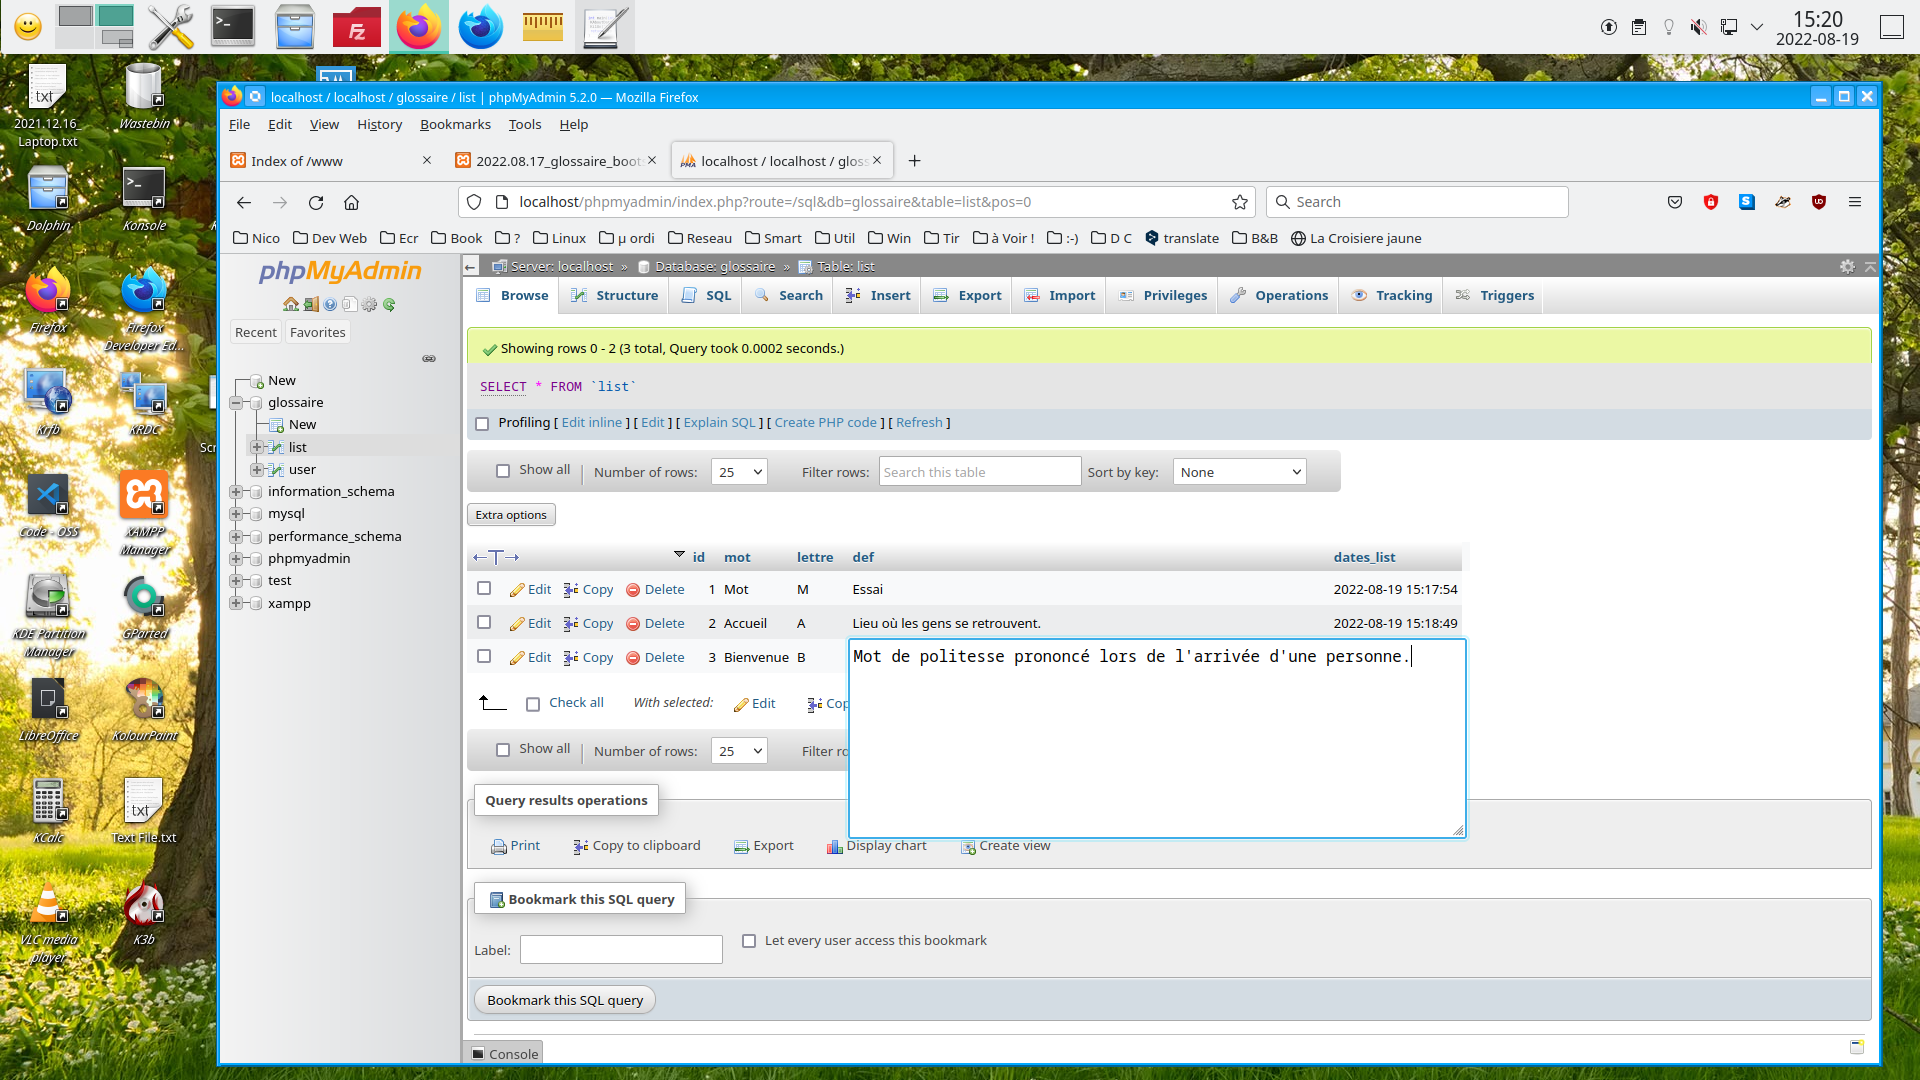 15:20
2022-08-19
txt
2021.12.16_
Laptop.txt
Wastebin
Dolphin
Konsole
Firefox
Firefox
Developer Ed...
Krfb
KRDC
Scr
Code - OSS
XAMPP
Manager
KDE Partition
Manager
GParted
LibreOffice
KolourPaint
KCalc
txt
Text File.txt
VLC media
player
K3b
localhost / localhost / glossaire / list | phpMyAdmin 5.2.0 — Mozilla Firefox
File Edit View History Bookmarks Tools Help
Index of /www
2022.08.17_glossaire_boot
localhost / localhost / gloss
localhost/phpmyadmin/index.php?route=/sql&db=glossaire&table=list&pos=0
Search
Nico Dev Web Ecr Book ? Linux µ ordi Reseau Smart Util Win Tir à Voir ! :-) D C translate B&B La Croisiere jaune
phpMyAdmin
Recent Favorites
New
glossaire
New
list
user
information_schema
mysql
performance_schema
phpmyadmin
test
xampp
Server: localhost » Database: glossaire » Table: list
Browse Structure SQL Search Insert Export Import Privileges Operations Tracking Triggers
Showing rows 0 - 2 (3 total, Query took 0.0002 seconds.)
SELECT * FROM `list`
Profiling [ Edit inline ] [ Edit ] [ Explain SQL ] [ Create PHP code ] [ Refresh ]
Show all | Number of rows: 25 Filter rows: Search this table Sort by key: None
Extra options
←T→ id mot lettre def dates_list
Edit Copy Delete 1 Mot M Essai 2022-08-19 15:17:54
Edit Copy Delete 2 Accueil A Lieu où les gens se retrouvent. 2022-08-19 15:18:49
Edit Copy Delete 3 Bienvenue B Mot de politesse prononcé lors de l'arrivée d'une personne.
Check all With selected: Edit Cop
Show all | Number of rows: 25 Filter ro
Query results operations
Print Copy to clipboard Export Display chart Create view
Bookmark this SQL query
Label: Let every user access this bookmark
Bookmark this SQL query
Console